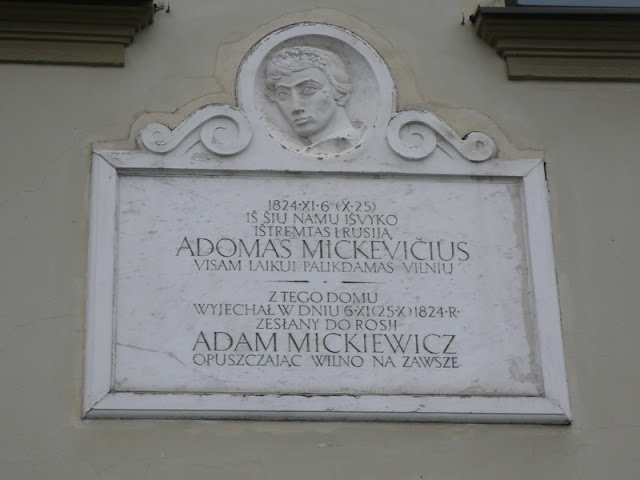 1824·XI·6 (X·25)
IŠ ŠIŲ NAMŲ IŠVYKO
IŠTREMTAS Į RUSIJĄ
ADOMAS MICKEVIČIUS
VISAM LAIKUI PALIKDAMAS VILNIŲ
Z TEGO DOMU
WYJECHAŁ W DNIU 6·XI (25·X) 1824·R·
ZESŁANY DO ROSJI
ADAM MICKIEWICZ
OPUSZCZAJĄC WILNO NA ZAWSZE